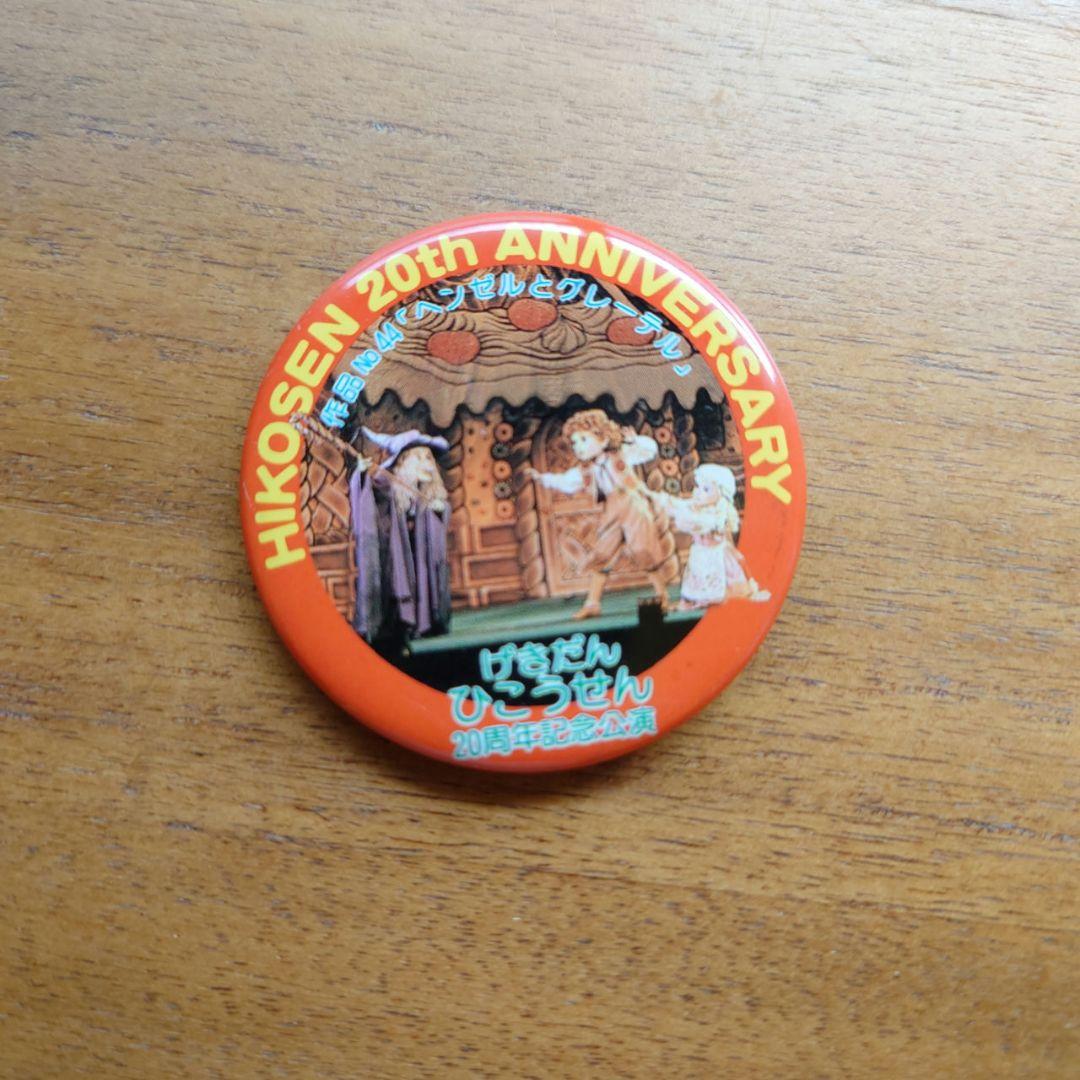 HIKOSEN 20th ANNIVERSARY
作品No44「ヘンゼルとグレーテル」
げきだん
ひこうせん
20周年記念公演